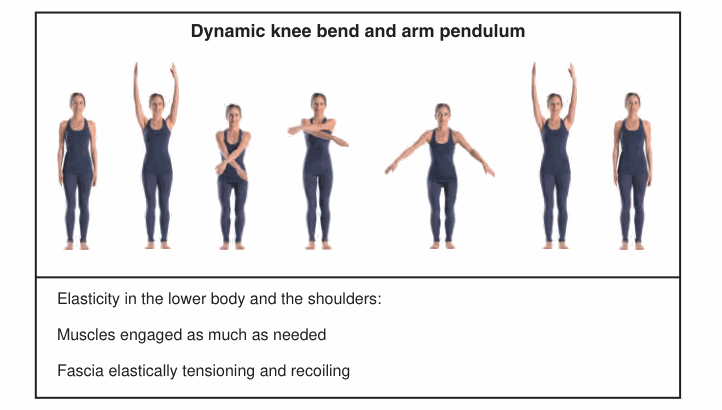 Dynamic knee bend and arm pendulum
Elasticity in the lower body and the shoulders:
Muscles engaged as much as needed
Fascia elastically tensioning and recoiling